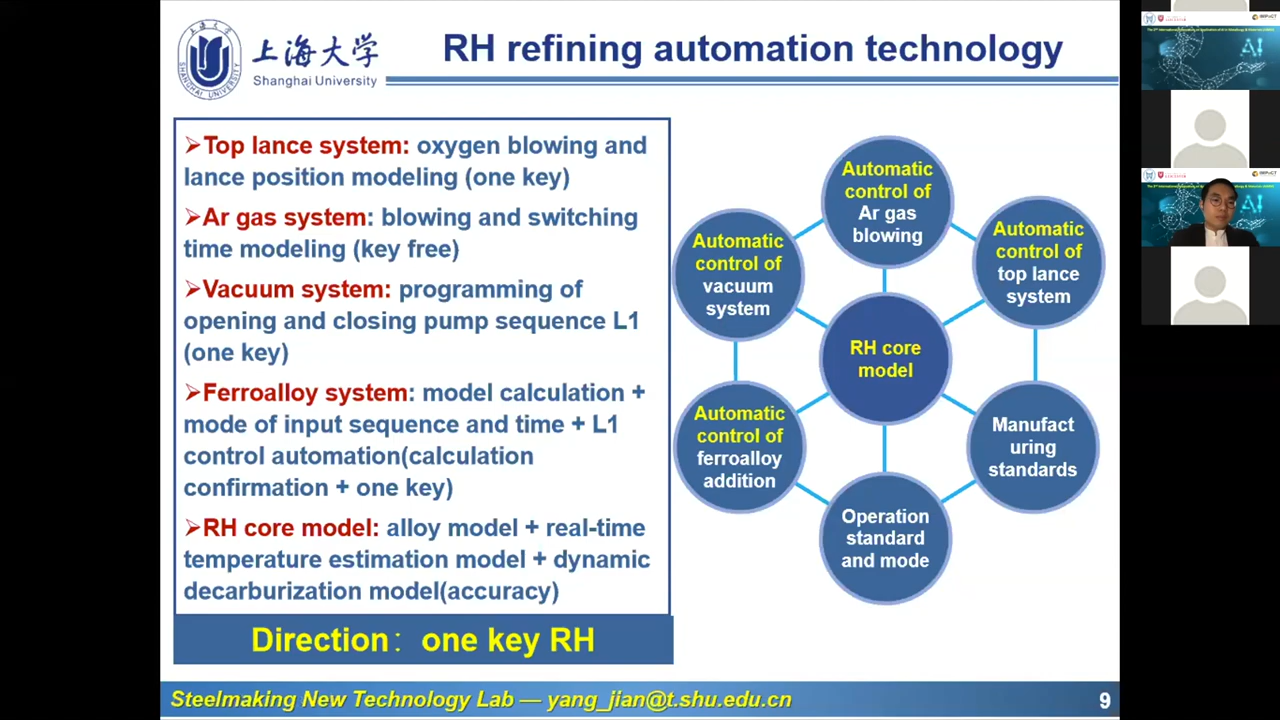 上海大学
Shanghai University
SHANGHAI UNIVERSITY
RH refining automation technology
➢Top lance system: oxygen blowing and
lance position modeling (one key)
➢Ar gas system: blowing and switching
time modeling (key free)
➢Vacuum system: programming of
opening and closing pump sequence L1
(one key)
➢Ferroalloy system: model calculation +
mode of input sequence and time + L1
control automation(calculation
confirmation + one key)
➢RH core model: alloy model + real-time
temperature estimation model + dynamic
decarburization model(accuracy)
Direction： one key RH
Automatic
control of
Ar gas
blowing
Automatic
control of
vacuum
system
Automatic
control of
top lance
system
RH core
model
Automatic
control of
ferroalloy
addition
Manufact
uring
standards
Operation
standard
and mode
Steelmaking New Technology Lab — yang_jian@t.shu.edu.cn
9
AI
AI